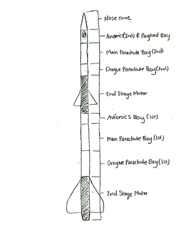 Nose cone
Avionics(2nd) & Payload Bay
Main Parachute Bay(2nd)
Drogue Parachute Bay(2nd)
2nd Stage Motor
Avionics Bay (1st)
Main Parachute Bay (1st)
Drogue Parachute Bay(1st)
2nd Stage Motor